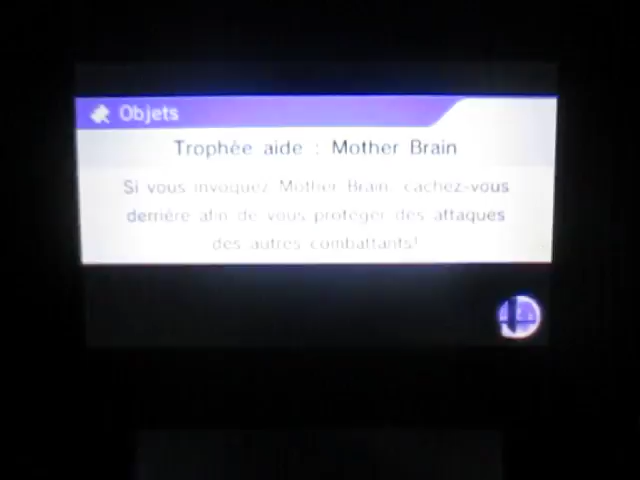 Objets
Trophée aide : Mother Brain
Si vous invoquez Mother Brain, cachez-vous
derrière afin de vous protéger des attaques
des autres combattants!